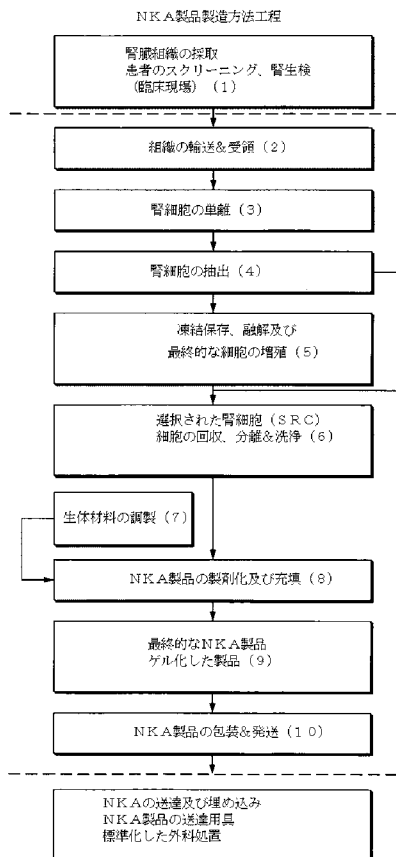 NKA製品製造方法工程
腎臓組織の採取
患者のスクリーニング、腎生検
(臨床現場) (1)
組織の輸送&受領 (2)
腎細胞の単離 (3)
腎細胞の抽出 (4)
凍結保存、融解及び
最終的な細胞の増殖 (5)
選択された腎細胞 (SRC)
細胞の回収、分離&洗浄 (6)
生体材料の調製 (7)
NKA製品の製剤化及び充填 (8)
最終的なNKA製品
ゲル化した製品 (9)
NKA製品の包装&発送 (10)
NKAの送達及び埋め込み
NKA製品の送達用具
標準化した外科処置